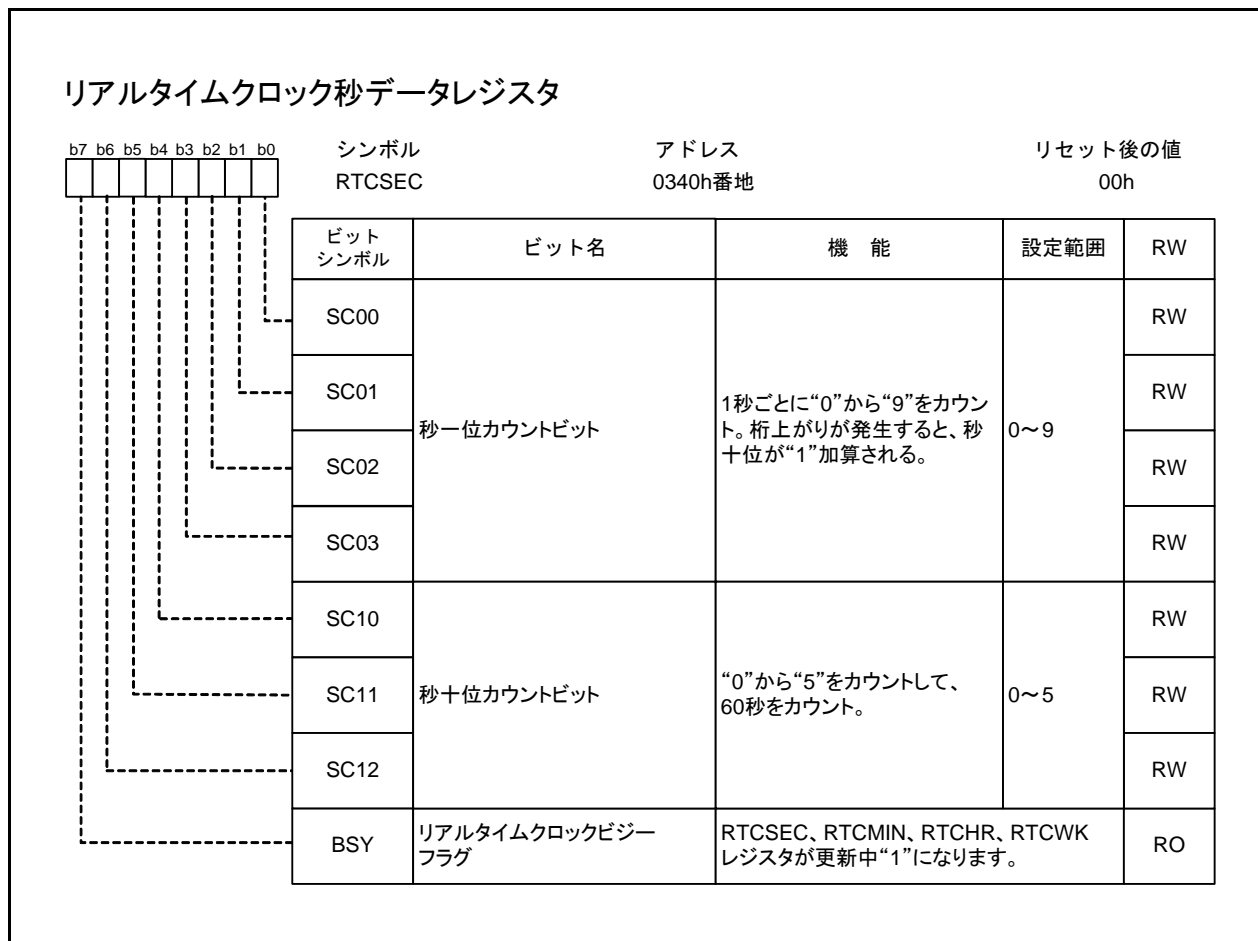 リアルタイムクロック秒データレジスタ
b7 b6 b5 b4 b3 b2 b1 b0
シンボル アドレス リセット後の値
RTCSEC 0340h番地 00h
ビット
シンボル
ビット名 機 能 設定範囲 RW
SC00 RW
SC01 RW
SC02 RW
SC03 RW
秒一位カウントビット
1秒ごとに“0”から“9”をカウン
ト。桁上がりが発生すると、秒
十位が“1”加算される。
0～9
SC10 RW
SC11 RW
SC12 RW
秒十位カウントビット
“0”から“5”をカウントして、
60秒をカウント。
0～5
BSY
リアルタイムクロックビジー
フラグ
RTCSEC、RTCMIN、RTCHR、RTCWK
レジスタが更新中“1”になります。
RO